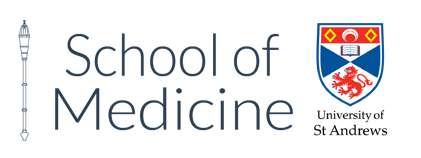 School of
Medicine
University of
St Andrews